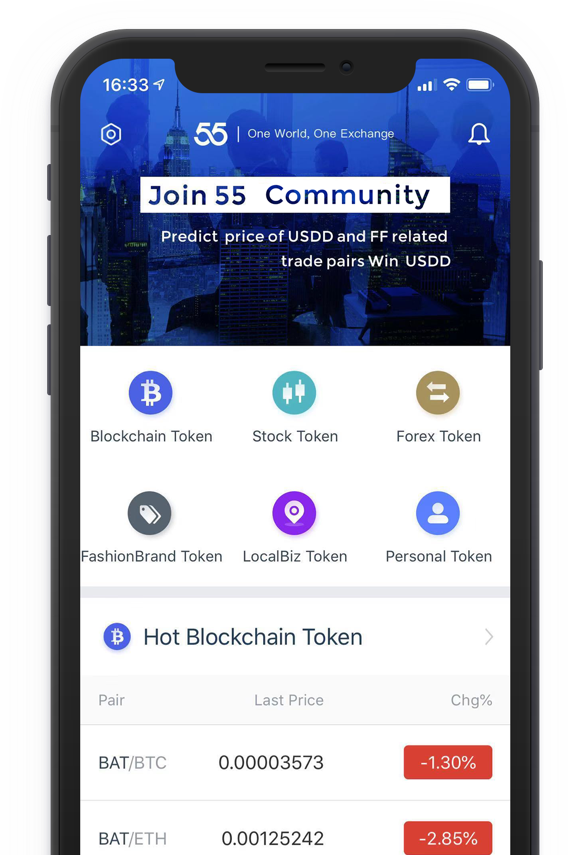 16:33
55 | One World, One Exchange
Join 55 Community
Predict price of USDD and FF related
trade pairs Win USDD
Blockchain Token
Stock Token
Forex Token
FashionBrand Token
LocalBiz Token
Personal Token
Hot Blockchain Token
Pair Last Price Chg%
BAT/BTC 0.00003573 -1.30%
BAT/ETH 0.00125242 -2.85%